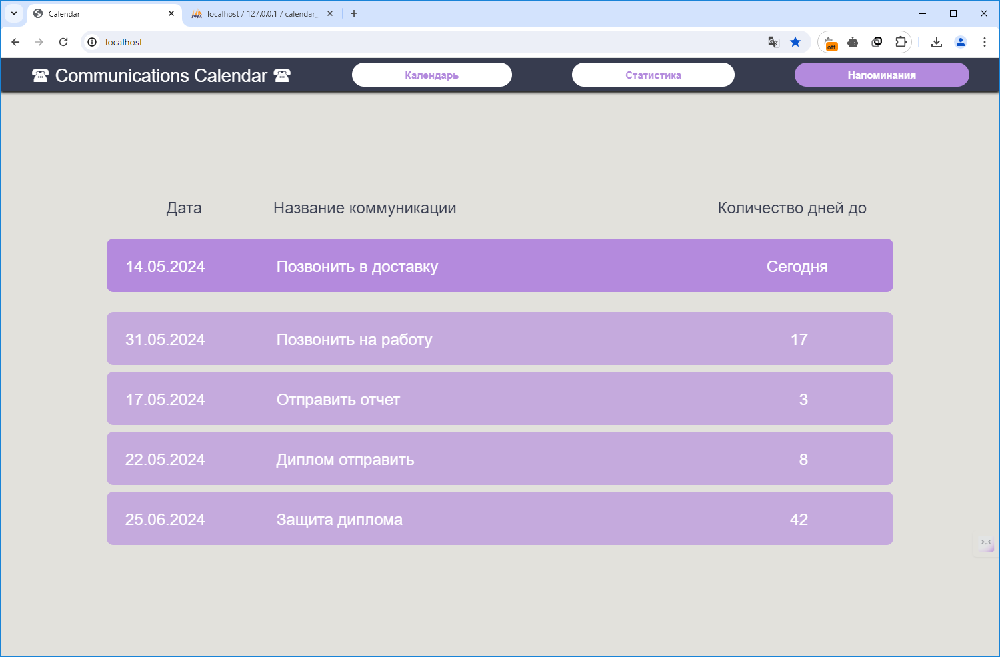 Calendar
localhost / 127.0.0.1 / calendar_
localhost
off
Communications Calendar
Календарь
Статистика
Напоминания
Дата Название коммуникации Количество дней до
14.05.2024 Позвонить в доставку Сегодня
31.05.2024 Позвонить на работу 17
17.05.2024 Отправить отчет 3
22.05.2024 Диплом отправить 8
25.06.2024 Защита диплома 42